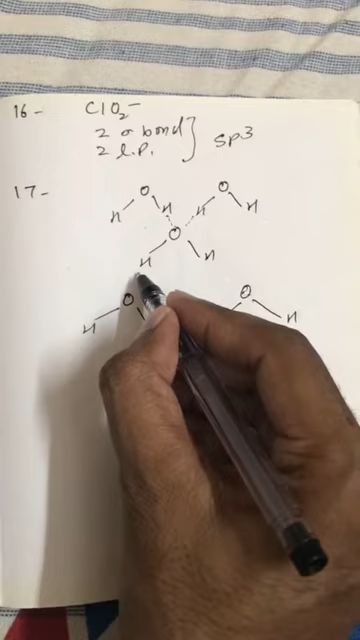 16- ClO2-
2 σ bond
2 l.p. } sp3
17-
O O
H H H H
O
H H
O O
H H